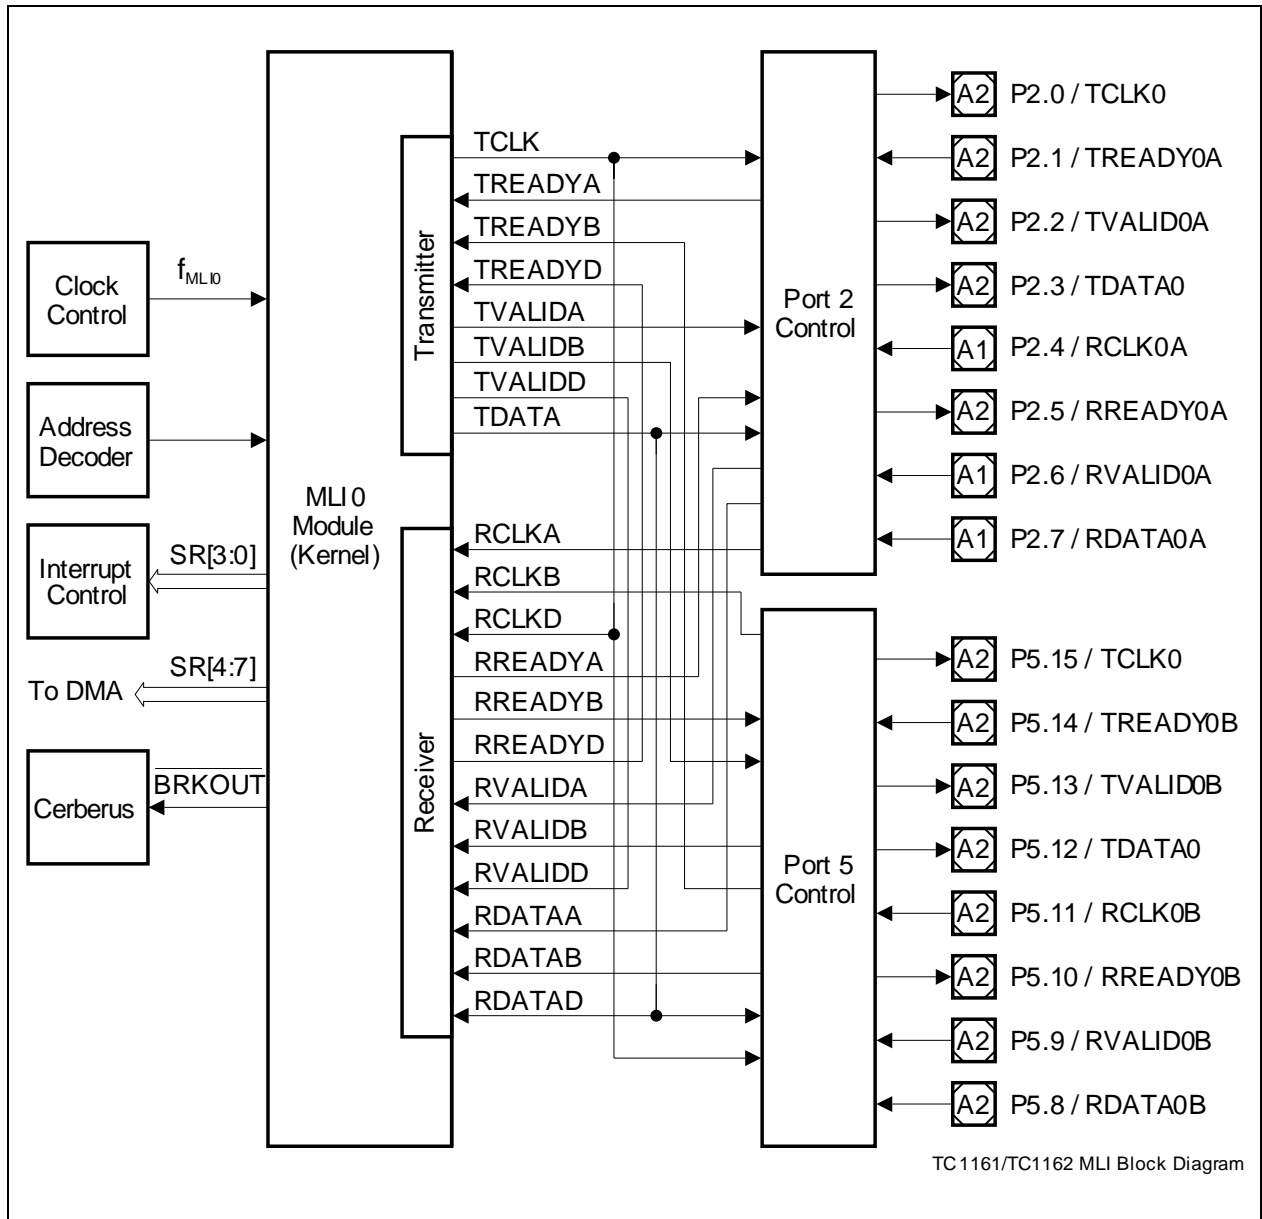 Clock
Control
fMLI0
Address
Decoder
Interrupt
Control
SR[3:0]
To DMA
SR[4:7]
Cerberus
BRKOUT
MLI0
Module
(Kernel)
Transmitter
Receiver
TCLK
TREADYA
TREADYB
TREADYD
TVALIDA
TVALIDB
TVALIDD
TDATA
RCLKA
RCLKB
RCLKD
RREADYA
RREADYB
RREADYD
RVALIDA
RVALIDB
RVALIDD
RDATAA
RDATAB
RDATAD
Port 2
Control
Port 5
Control
A2 P2.0 / TCLK0
A2 P2.1 / TREADY0A
A2 P2.2 / TVALID0A
A2 P2.3 / TDATA0
A1 P2.4 / RCLK0A
A2 P2.5 / RREADY0A
A1 P2.6 / RVALID0A
A1 P2.7 / RDATA0A
A2 P5.15 / TCLK0
A2 P5.14 / TREADY0B
A2 P5.13 / TVALID0B
A2 P5.12 / TDATA0
A2 P5.11 / RCLK0B
A2 P5.10 / RREADY0B
A2 P5.9 / RVALID0B
A2 P5.8 / RDATA0B
TC1161/TC1162 MLI Block Diagram